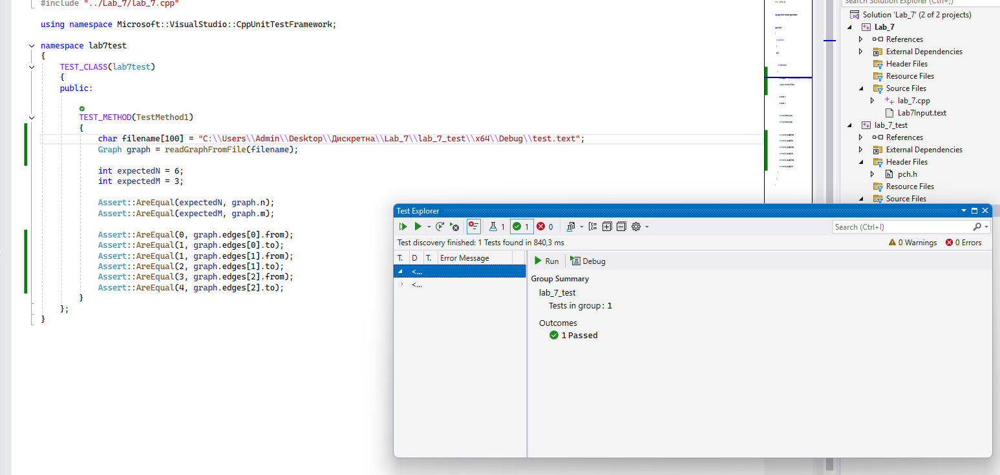 #include "../Lab_7/lab_7.cpp"
using namespace Microsoft::VisualStudio::CppUnitTestFramework;
namespace lab7test
{
TEST_CLASS(lab7test)
{
public:
TEST_METHOD(TestMethod1)
{
char filename[100] = "C:\\Users\\Admin\\Desktop\\Дискретна\\Lab_7\\lab_7_test\\x64\\Debug\\test.text";
Graph graph = readGraphFromFile(filename);
int expectedN = 6;
int expectedM = 3;
Assert::AreEqual(expectedN, graph.n);
Assert::AreEqual(expectedM, graph.m);
Assert::AreEqual(0, graph.edges[0].from);
Assert::AreEqual(1, graph.edges[0].to);
Assert::AreEqual(1, graph.edges[1].from);
Assert::AreEqual(2, graph.edges[1].to);
Assert::AreEqual(3, graph.edges[2].from);
Assert::AreEqual(4, graph.edges[2].to);
}
};
}
Search Solution Explorer (Ctrl+;)
Solution 'Lab_7' (2 of 2 projects)
Lab_7
References
External Dependencies
Header Files
Resource Files
Source Files
lab_7.cpp
Lab7Input.text
lab_7_test
References
External Dependencies
Header Files
pch.h
Resource Files
Source Files
Test Explorer
1 1 0
Search (Ctrl+I)
Test discovery finished: 1 Tests found in 840,3 ms
0 Warnings 0 Errors
T. D T. Error Message
<...
<...
Run Debug
Group Summary
lab_7_test
Tests in group: 1
Outcomes
1 Passed